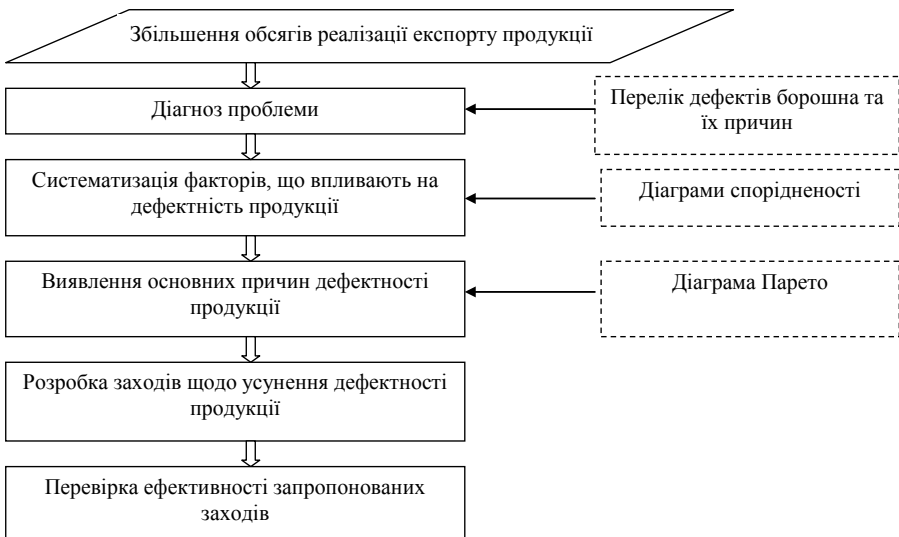 Збільшення обсягів реалізації експорту продукції
Діагноз проблеми
Перелік дефектів борошна та
їх причин
Систематизація факторів, що впливають на
дефектність продукції
Діаграми спорідненості
Виявлення основних причин дефектності
продукції
Діаграма Парето
Розробка заходів щодо усунення дефектності
продукції
Перевірка ефективності запропонованих
заходів